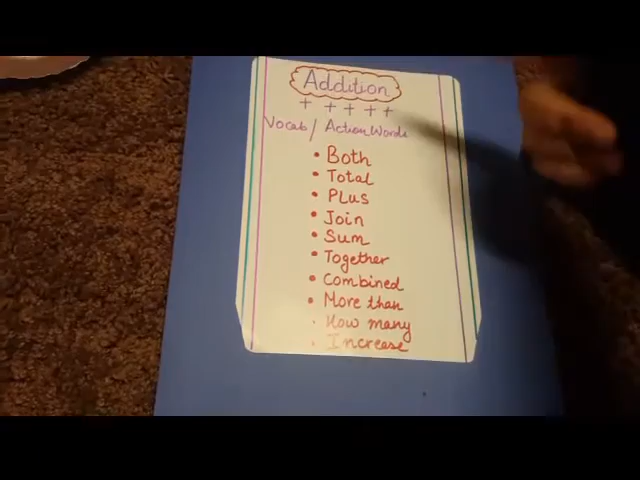 Addition
+ + + + +
Vocab / Action Words
• Both
• Total
• Plus
• Join
• Sum
• Together
• Combined
• More than
• How many
• Increase